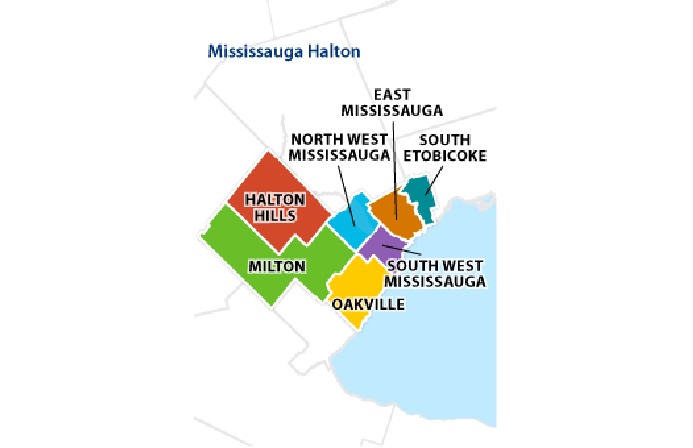 Mississauga Halton
EAST
MISSISSAUGA
NORTH WEST
MISSISSAUGA
SOUTH
ETOBICOKE
HALTON
HILLS
MILTON
SOUTH WEST
MISSISSAUGA
OAKVILLE